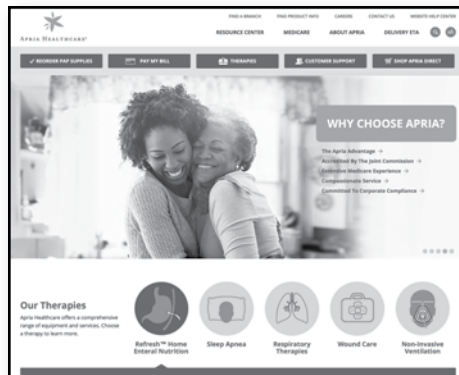 FIND A BRANCH FIND PRODUCT INFO CAREERS CONTACT US WEBSITE HELP CENTER
APRIA HEALTHCARE®
RESOURCE CENTER MEDICARE ABOUT APRIA DELIVERY ETA
REORDER PAP SUPPLIES PAY MY BILL THERAPIES CUSTOMER SUPPORT SHOP APRIA DIRECT
WHY CHOOSE APRIA?
The Apria Advantage →
Accredited By The Joint Commission →
Extensive Medicare Experience →
Compassionate Service →
Committed To Corporate Compliance →
Our Therapies
Apria Healthcare offers a comprehensive
range of equipment and services. Choose
a therapy to learn more.
Refresh™ Home
Enteral Nutrition
Sleep Apnea
Respiratory
Therapies
Wound Care
Non-Invasive
Ventilation